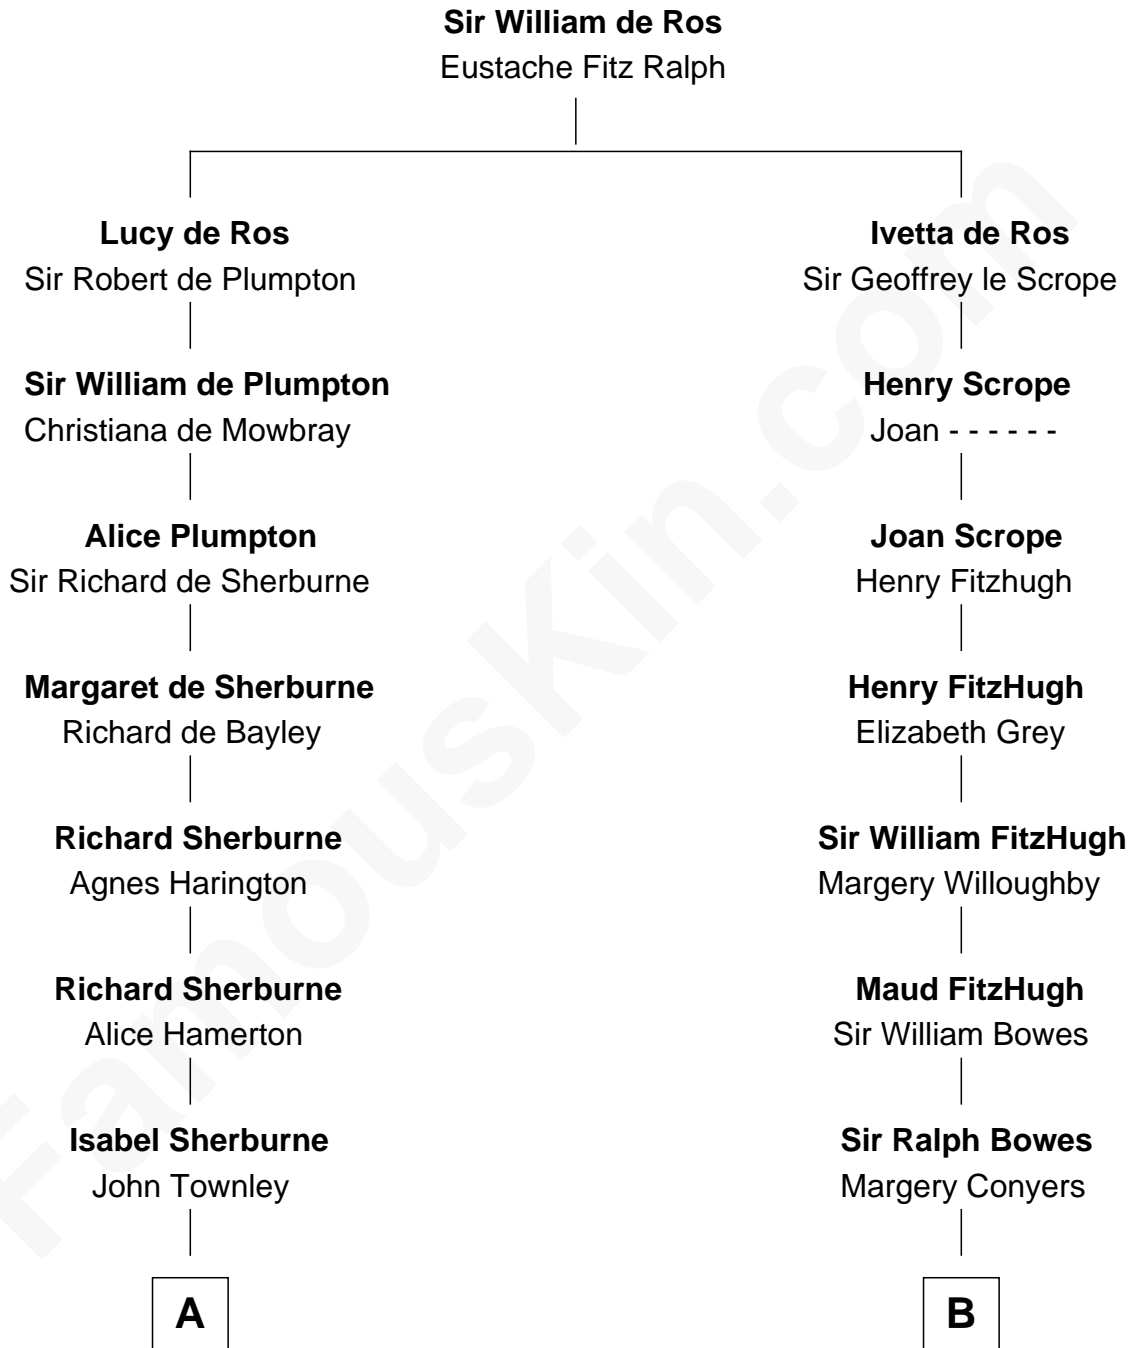 Sir William de Ros
Eustache Fitz Ralph
Lucy de Ros
Sir Robert de Plumpton
Ivetta de Ros
Sir Geoffrey le Scrope
Sir William de Plumpton
Christiana de Mowbray
Henry Scrope
Joan - - - - - -
Alice Plumpton
Sir Richard de Sherburne
Joan Scrope
Henry Fitzhugh
Margaret de Sherburne
Richard de Bayley
Henry FitzHugh
Elizabeth Grey
Richard Sherburne
Agnes Harington
Sir William FitzHugh
Margery Willoughby
Richard Sherburne
Alice Hamerton
Maud FitzHugh
Sir William Bowes
Isabel Sherburne
John Townley
Sir Ralph Bowes
Margery Conyers
A
B
FamousKin.com